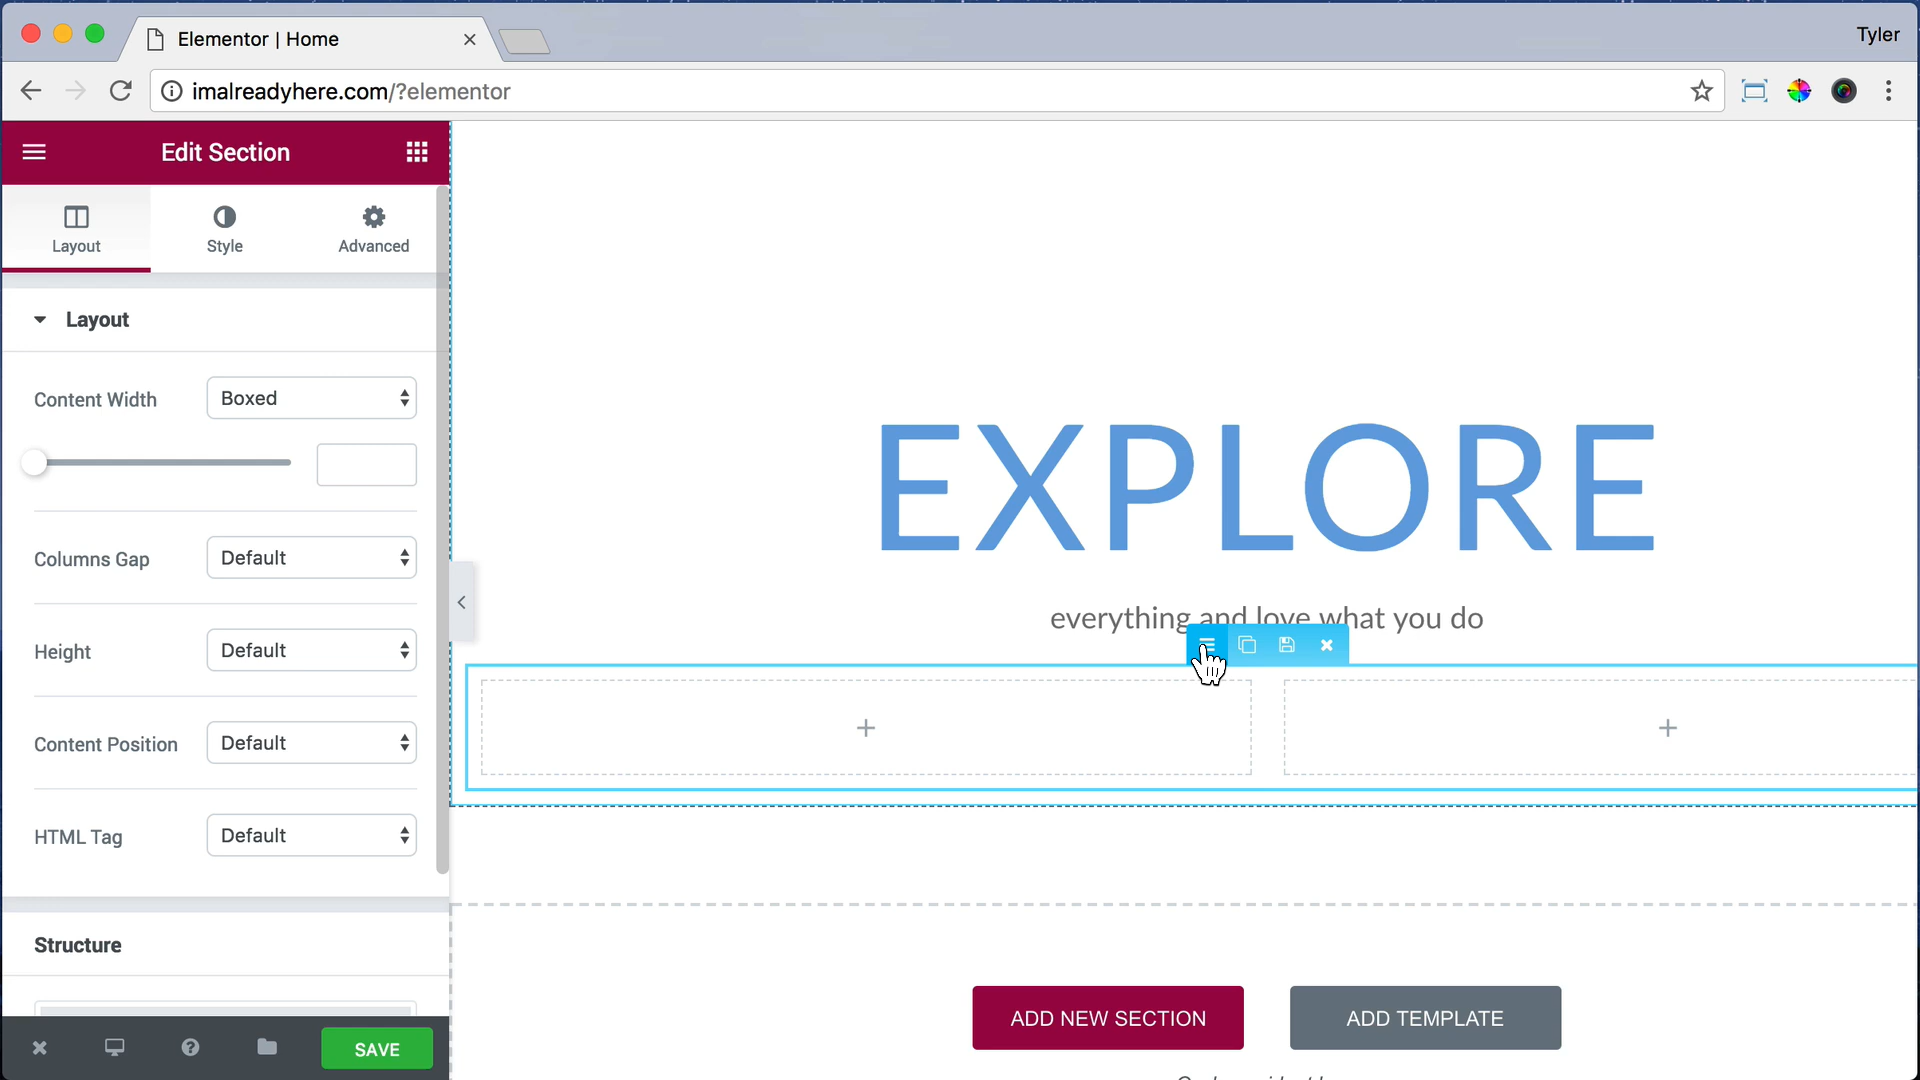 Elementor | Home
Tyler
imalreadyhere.com/?elementor
Edit Section
Layout
Style
Advanced
Layout
Content Width
Boxed
Columns Gap
Default
Height
Default
Content Position
Default
HTML Tag
Default
Structure
SAVE
EXPLORE
everything and love what you do
ADD NEW SECTION
ADD TEMPLATE